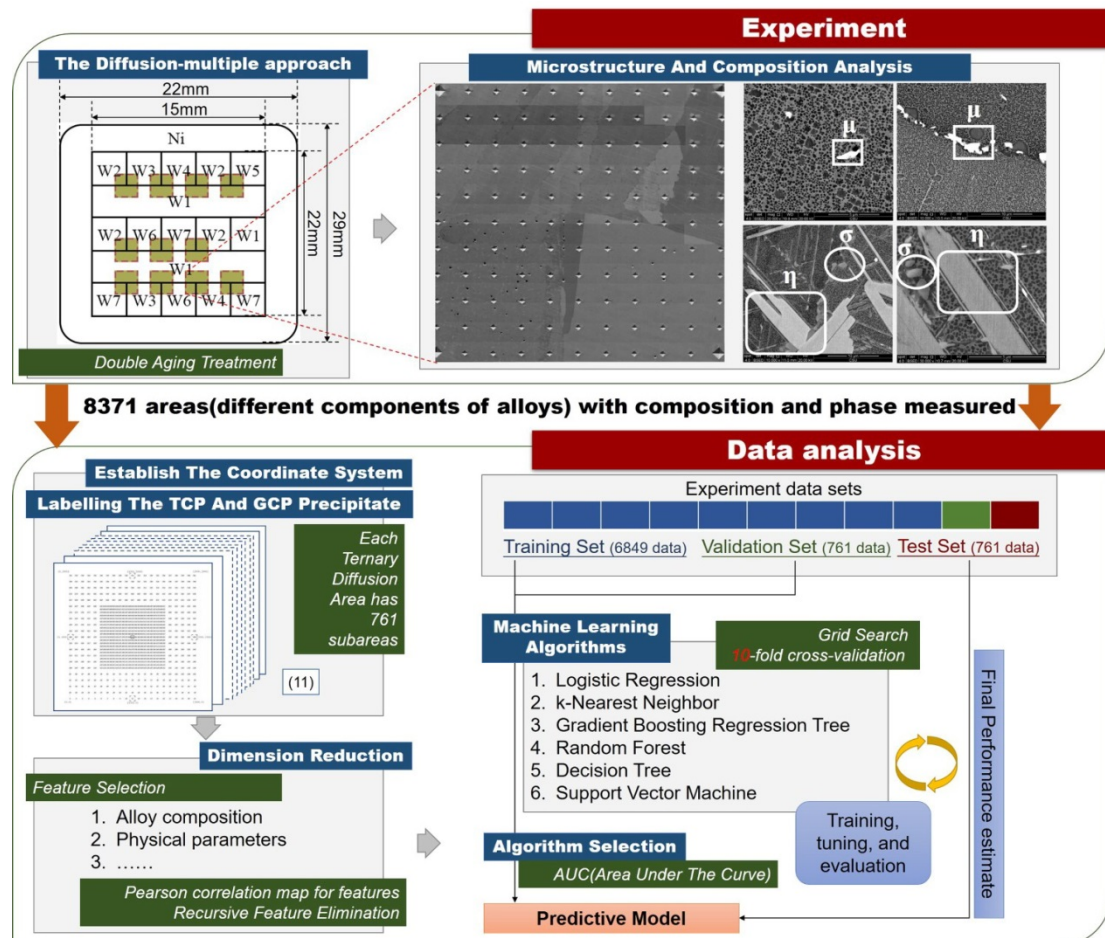 Experiment
The Diffusion-multiple approach
22mm
15mm
Ni
W2 W3 W4 W2 W5
W1
W2 W6 W7 W2 W1
W1
W7 W3 W6 W4 W7
22mm
29mm
Double Aging Treatment
Microstructure And Composition Analysis
μ
μ
σ
η
σ
η
8371 areas(different components of alloys) with composition and phase measured
Data analysis
Establish The Coordinate System
Labelling The TCP And GCP Precipitate
Each
Ternary
Diffusion
Area has
761
subareas
(11)
Dimension Reduction
Feature Selection
1. Alloy composition
2. Physical parameters
3. ……
Pearson correlation map for features
Recursive Feature Elimination
Experiment data sets
Training Set (6849 data) Validation Set (761 data) Test Set (761 data)
Machine Learning
Algorithms
Grid Search
10-fold cross-validation
1. Logistic Regression
2. k-Nearest Neighbor
3. Gradient Boosting Regression Tree
4. Random Forest
5. Decision Tree
6. Support Vector Machine
Training,
tuning, and
evaluation
Final Performance estimate
Algorithm Selection
AUC(Area Under The Curve)
Predictive Model